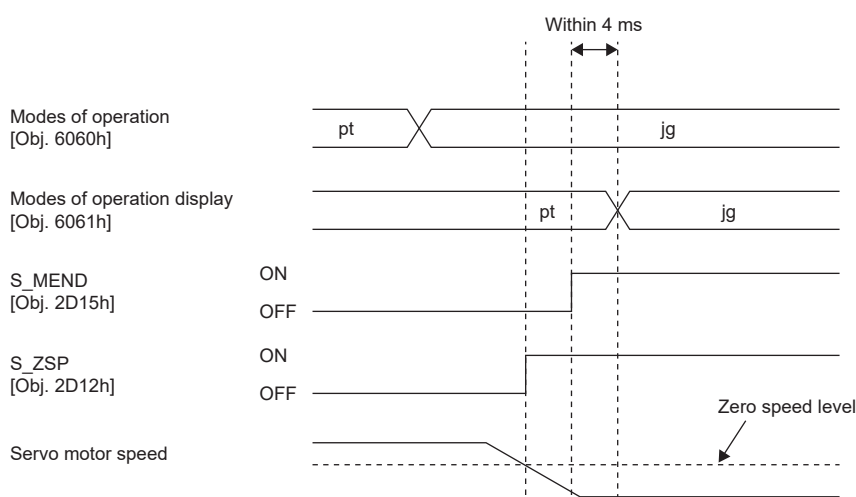 Within 4 ms
Modes of operation
[Obj. 6060h]
pt
jg
Modes of operation display
[Obj. 6061h]
pt
jg
S_MEND
[Obj. 2D15h]
ON
OFF
S_ZSP
[Obj. 2D12h]
ON
OFF
Zero speed level
Servo motor speed